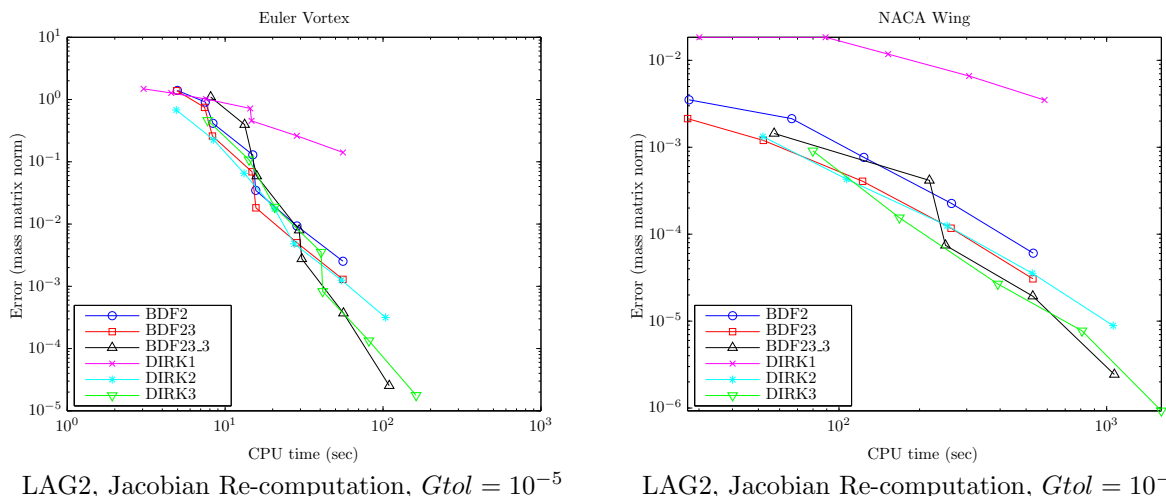 Euler Vortex
10^1
10^0
10^-1
10^-2
10^-3
10^-4
10^-5
Error (mass matrix norm)
BDF2
BDF23
BDF23_3
DIRK1
DIRK2
DIRK3
10^0
10^1
10^2
10^3
CPU time (sec)
LAG2, Jacobian Re-computation, Gtol = 10^-5
NACA Wing
10^-2
10^-3
10^-4
10^-5
10^-6
Error (mass matrix norm)
BDF2
BDF23
BDF23_3
DIRK1
DIRK2
DIRK3
10^2
10^3
CPU time (sec)
LAG2, Jacobian Re-computation, Gtol = 10^-